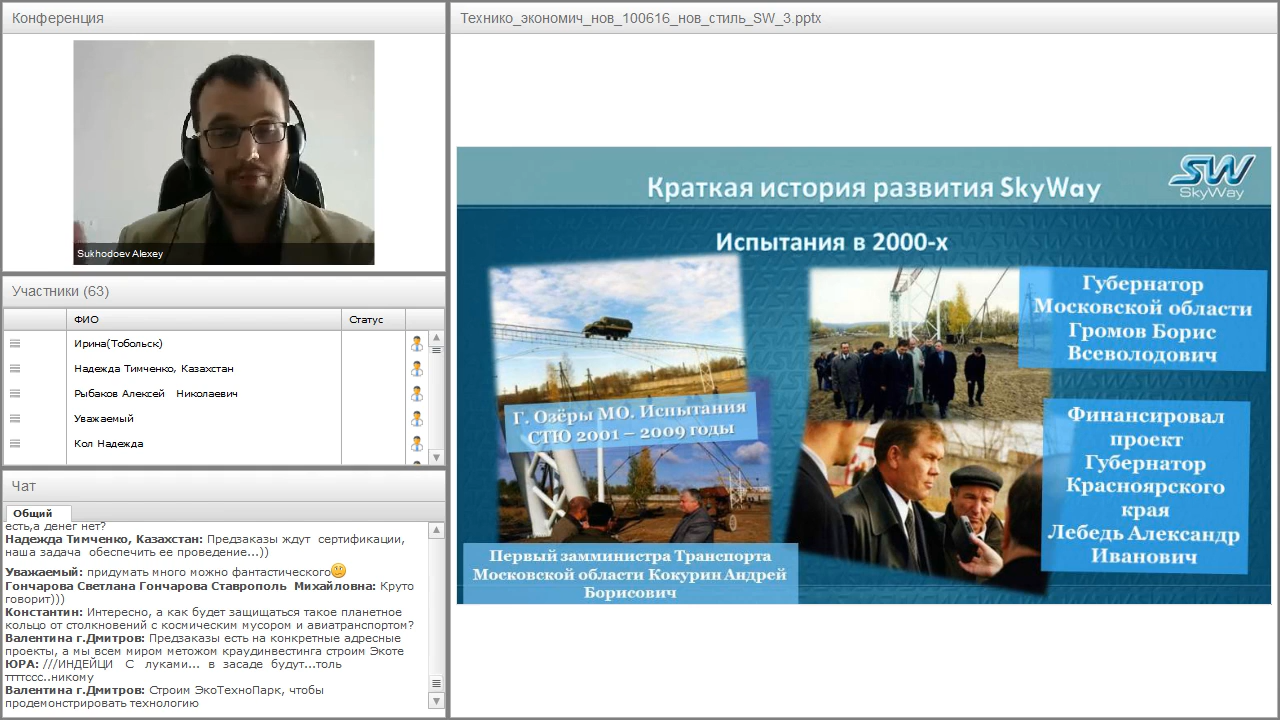 Конференция
Sukhodoev Alexey
Участники (63)
ФИО
Статус
Ирина(Тобольск)
Надежда Тимченко, Казахстан
Рыбаков Алексей Николаевич
Уважаемый
Кол Надежда
Чат
Общий
есть,а денег нет?
Надежда Тимченко, Казахстан: Предзаказы ждут сертификации,
наша задача обеспечить ее проведение...))
Уважаемый: придумать много можно фантастического
Гончарова Светлана Гончарова Ставрополь Михайловна: Круто
говорит)))
Константин: Интересно, а как будет защищаться такое планетное
кольцо от столкновений с космическим мусором и авиатранспортом?
Валентина г.Дмитров: Предзаказы есть на конкретные адресные
проекты, а мы всем миром метожом краудинвестинга строим Экоте
ЮРА: ///ИНДЕЙЦИ С луками... в засаде будут...толь
ттттссс..никому
Валентина г.Дмитров: Строим ЭкоТехноПарк, чтобы
продемонстрировать технологию
Технико_экономич_нов_100616_нов_стиль_SW_3.pptx
Краткая история развития SkyWay
SW
SkyWay
Испытания в 2000-х
Г. Озёры МО. Испытания
СТЮ 2001 – 2009 годы
Первый замминистра Транспорта
Московской области Кокурин Андрей
Борисович
Губернатор
Московской области
Громов Борис
Всеволодович
Финансировал
проект
Губернатор
Красноярского
края
Лебедь Александр
Иванович